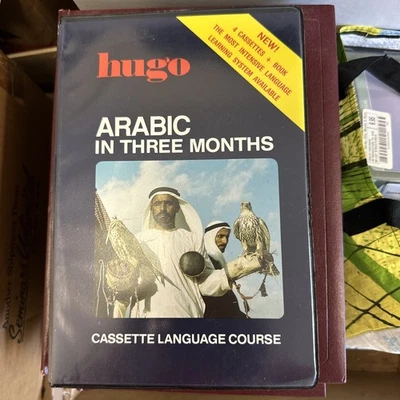 hugo
NEW!
4 CASSETTES + BOOK
THE MOST INTENSIVE LANGUAGE
LEARNING SYSTEM AVAILABLE
ARABIC
IN THREE MONTHS
CASSETTE LANGUAGE COURSE